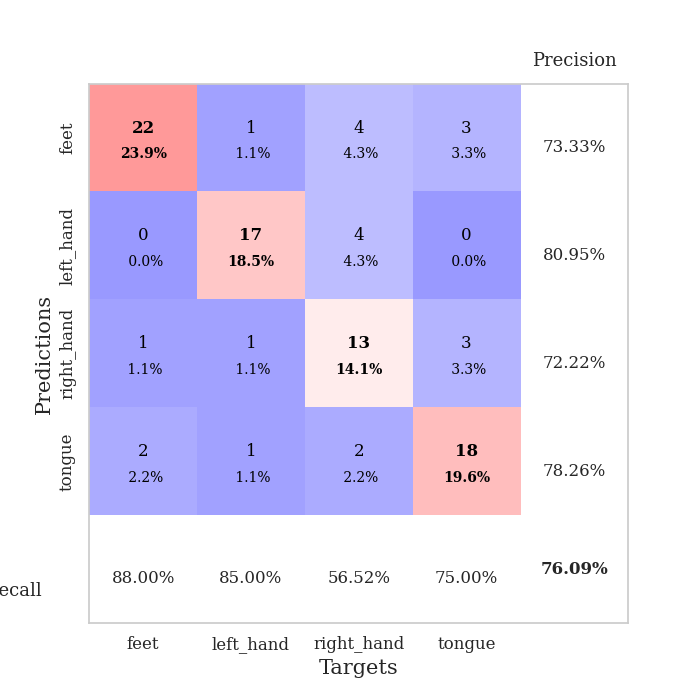 Precision
feet
22 1 4 3
23.9% 1.1% 4.3% 3.3%
73.33%
left_hand
0 17 4 0
0.0% 18.5% 4.3% 0.0%
80.95%
Predictions
right_hand
1 1 13 3
1.1% 1.1% 14.1% 3.3%
72.22%
tongue
2 1 2 18
2.2% 1.1% 2.2% 19.6%
78.26%
ecall
88.00% 85.00% 56.52% 75.00% 76.09%
feet left_hand right_hand tongue
Targets